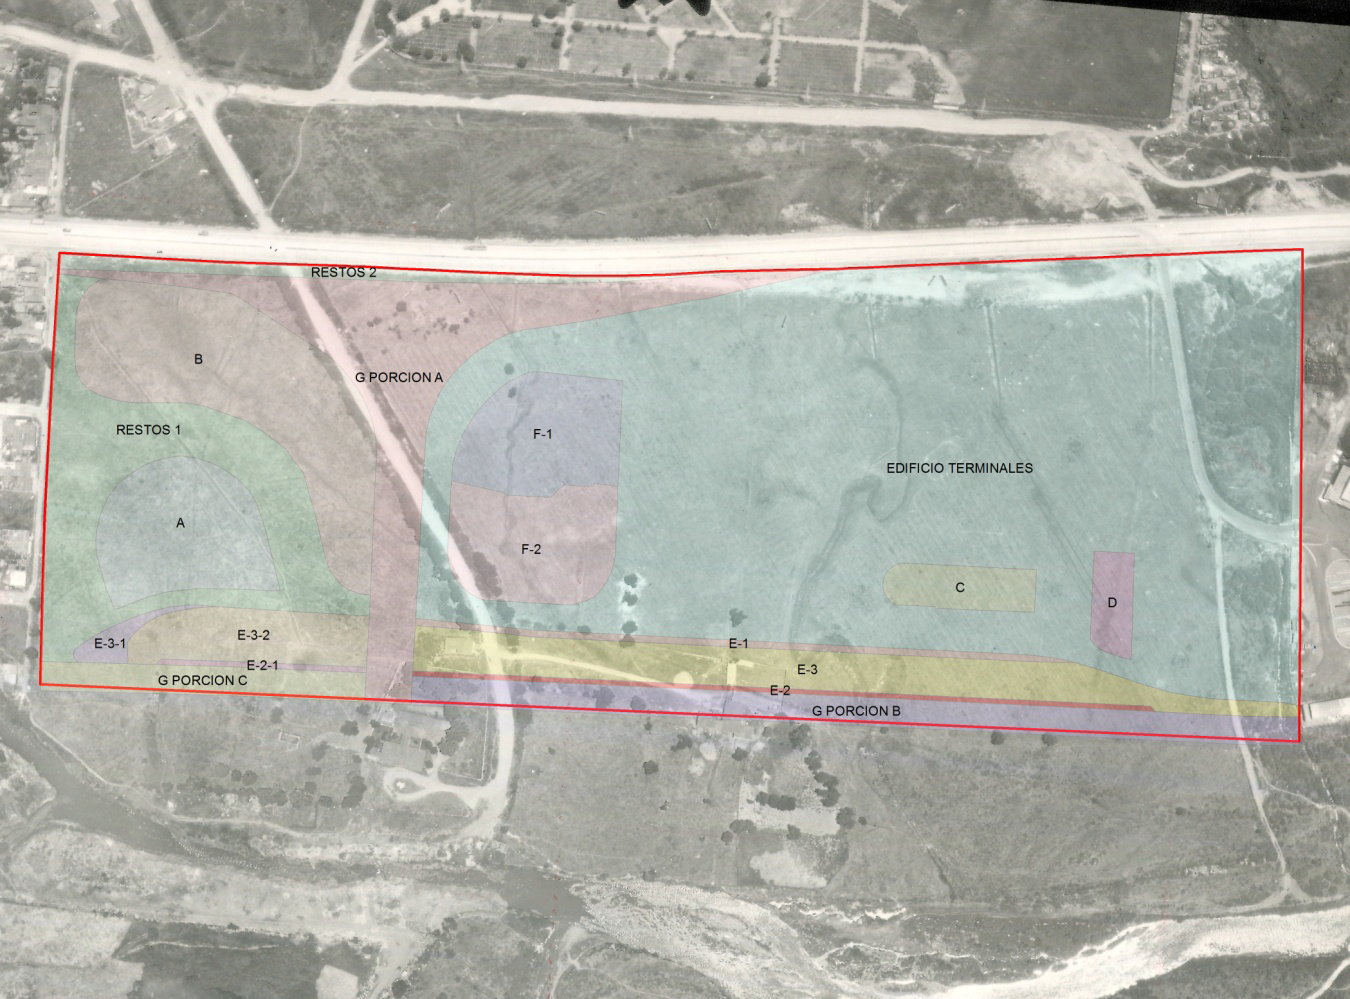 RESTOS 2
B
G PORCION A
RESTOS 1
F-1
EDIFICIO TERMINALES
A
F-2
C
D
E-3-2
E-3-1
E-1
E-2-1
E-3
G PORCION C
E-2
G PORCION B